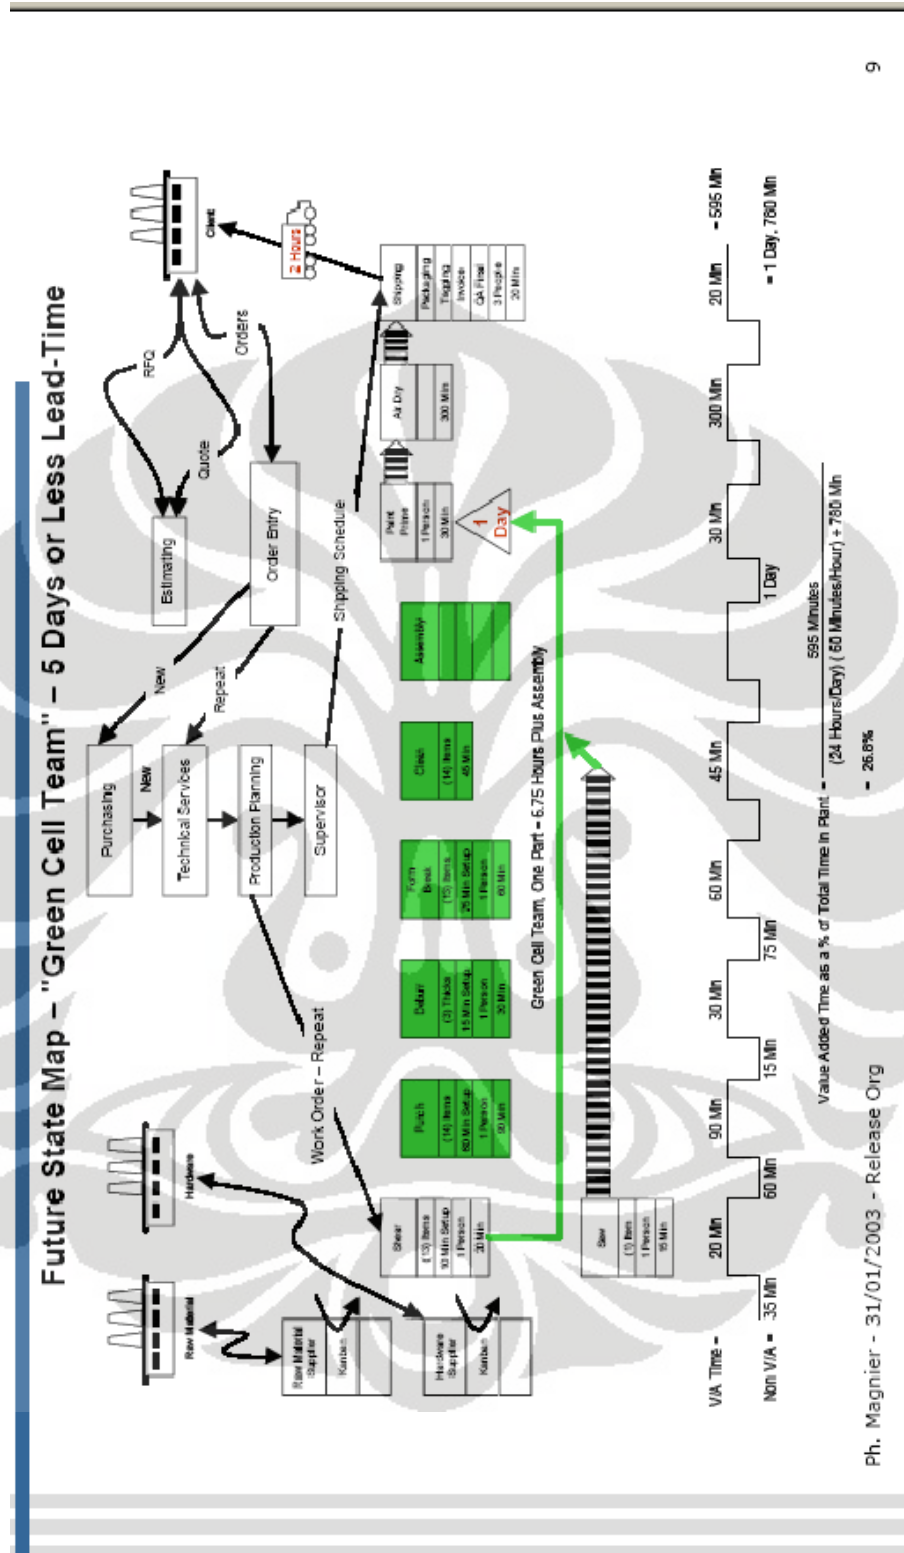 Future State Map – "Green Cell Team" – 5 Days or Less Lead-Time
Raw Material
Hardware
Client
RFQ
Quote
Orders
Estimating
Order Entry
New
Repeat
Purchasing
New
Technical Services
Production Planning
Supervisor
Shipping Schedule
Work Order – Repeat
2 Hours
Raw Material
Supplier
Kanban
Hardware
Supplier
Kanban
Shear
(13) Items
10 Min Setup
1 Person
20 Min
Punch
(14) Items
60 Min Setup
1 Person
90 Min
Deburr
(3) Thicks
15 Min Setup
1 Person
30 Min
Form
Break
(13) Items
25 Min Setup
1 Person
60 Min
Clean
(14) Items
45 Min
Assembly
Paint
Prime
1 Person
30 Min
Air Dry
300 Min
Shipping
Packaging
Tagging
Invoice
QA Final
3 People
20 Min
1
Day
Green Cell Team, One Part – 6.75 Hours Plus Assembly
Saw
(1) Item
1 Person
15 Min
V/A Time = 20 Min 90 Min 30 Min 60 Min 45 Min 30 Min 300 Min 20 Min = 595 Min
Non V/A = 35 Min 60 Min 15 Min 75 Min 1 Day = 1 Day, 780 Min
Value Added Time as a % of Total Time in Plant = 595 Minutes
(24 Hours/Day) ( 60 Minutes/Hour) + 780 Min
= 26.8%
Ph. Magnier - 31/01/2003 - Release Org
9